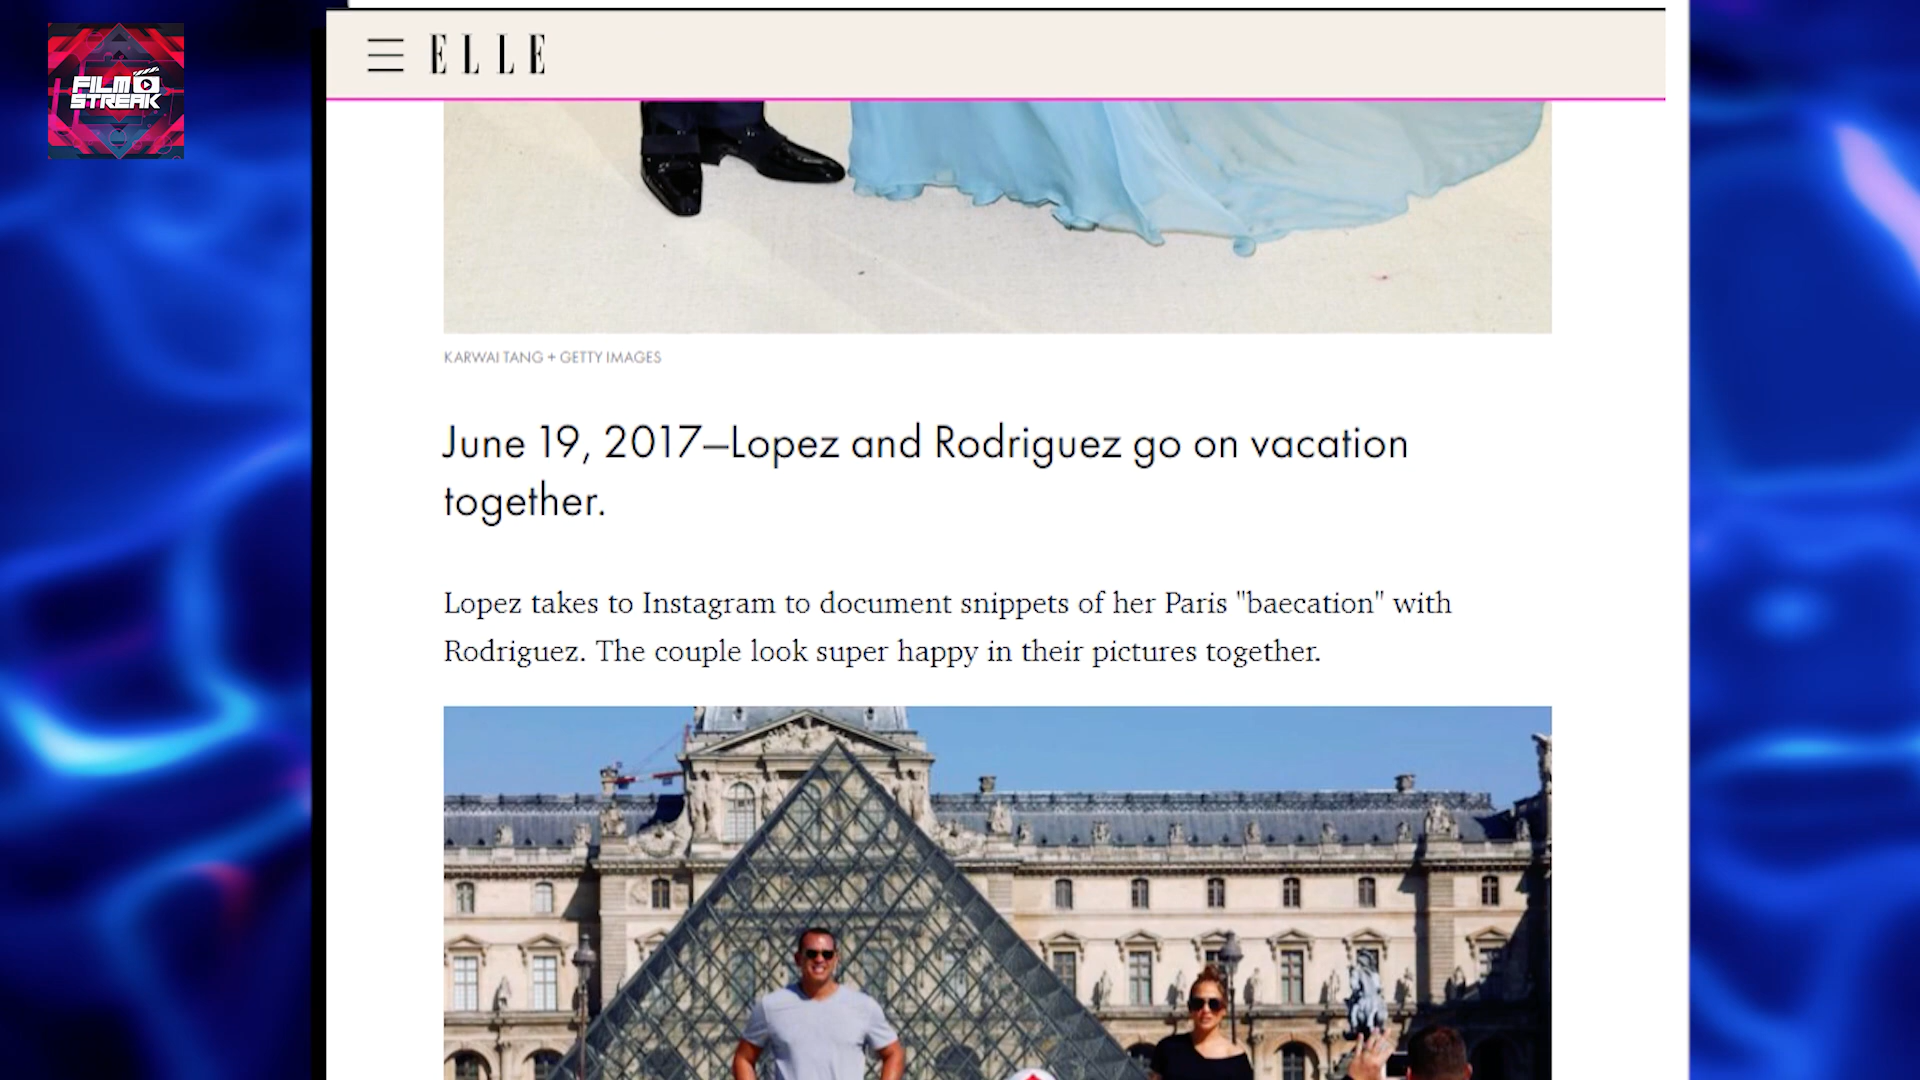 FILM
STREAK
ELLE
KARWAI TANG + GETTY IMAGES
June 19, 2017—Lopez and Rodriguez go on vacation
together.
Lopez takes to Instagram to document snippets of her Paris "baecation" with
Rodriguez. The couple look super happy in their pictures together.